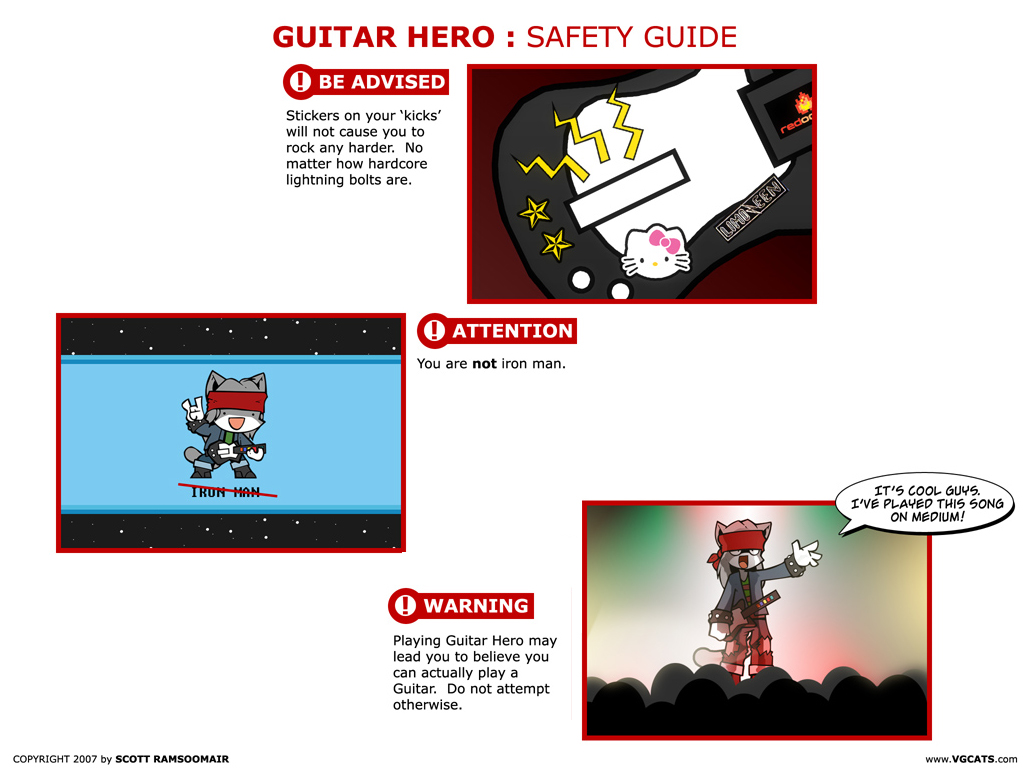 GUITAR HERO : SAFETY GUIDE
! BE ADVISED
Stickers on your ‘kicks’
will not cause you to
rock any harder.  No
matter how hardcore
lightning bolts are.
! ATTENTION
You are not iron man.
IRON MAN
IT'S COOL GUYS.
I'VE PLAYED THIS SONG
ON MEDIUM!
! WARNING
Playing Guitar Hero may
lead you to believe you
can actually play a
Guitar.  Do not attempt
otherwise.
COPYRIGHT 2007 by SCOTT RAMSOOMAIR
www.VGCATS.com